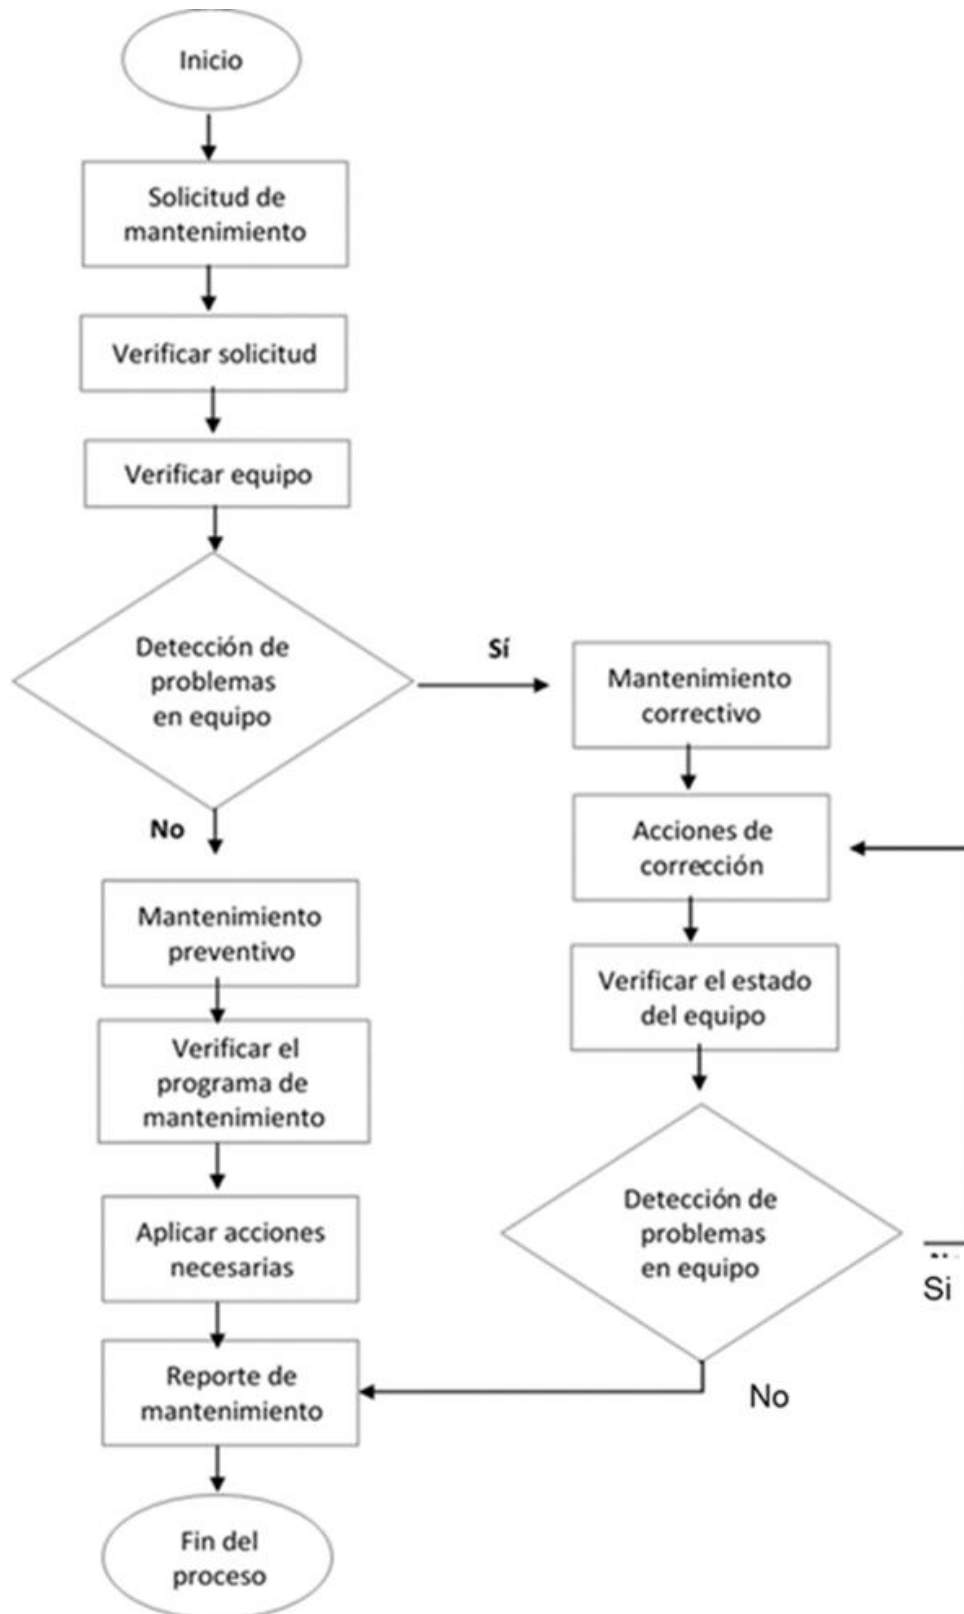 Inicio
Solicitud de
mantenimiento
Verificar solicitud
Verificar equipo
Detección de
problemas
en equipo
Sí
No
Mantenimiento
correctivo
Acciones de
corrección
Verificar el estado
del equipo
Detección de
problemas
en equipo
Si
No
Mantenimiento
preventivo
Verificar el
programa de
mantenimiento
Aplicar acciones
necesarias
Reporte de
mantenimiento
Fin del
proceso